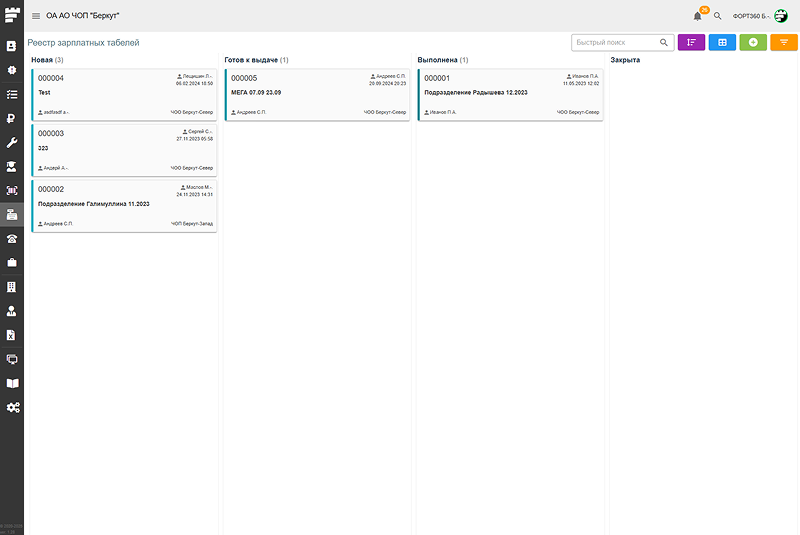 ОА АО ЧОП "Беркут"
26
ФОРТ360 Б.-.
Реестр зарплатных табелей
Быстрый поиск
Новая (3)
000004
Лещишин Л.-.
06.02.2024 18:50
Test
asdfasdf a.-.
ЧОО Беркут-Север
000003
Сергей С.-.
27.11.2023 05:58
323
Андрей А.-.
ЧОО Беркут-Север
000002
Маслов М.-.
24.11.2023 14:31
Подразделение Галимуллина 11.2023
Андреев С.П.
ЧОП Беркут-Запад
Готов к выдаче (1)
000005
Андреев С.П.
20.09.2024 20:23
МЕГА 07.09 23.09
Андреев С.П.
ЧОО Беркут-Север
Выполнена (1)
000001
Иванов П.А.
11.05.2023 12:02
Подразделение Радышева 12.2023
Иванов П.А.
ЧОО Беркут-Север
Закрыта